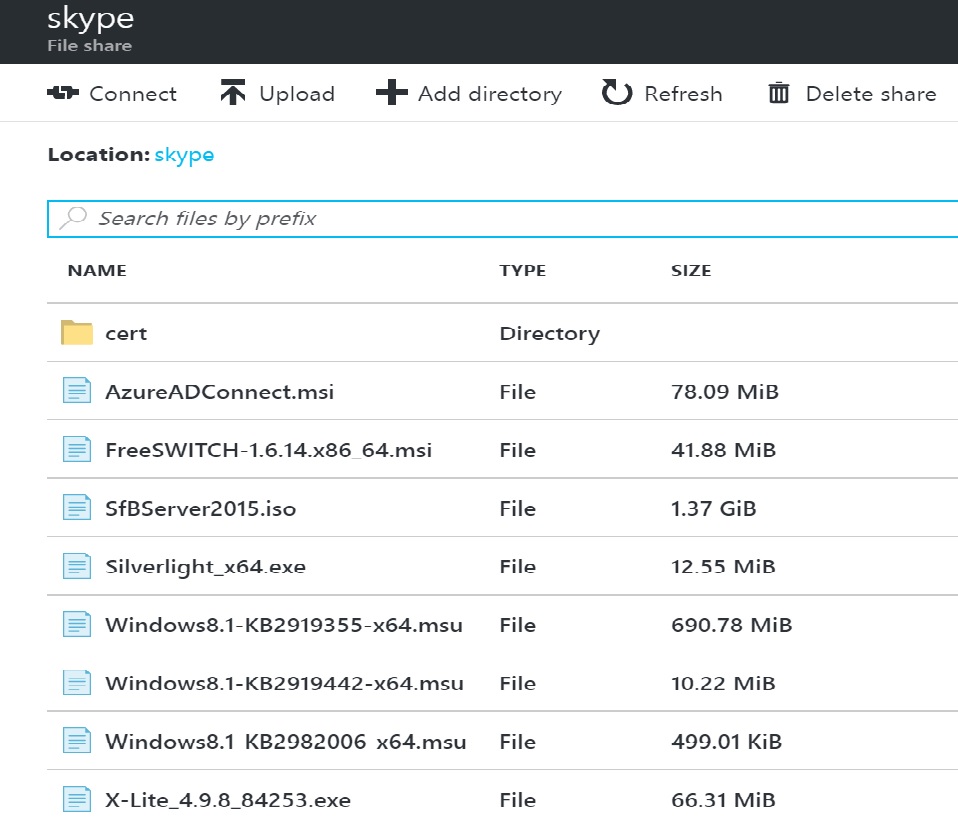 skype
File share
Connect Upload Add directory Refresh Delete share
Location: skype
Search files by prefix
NAME TYPE SIZE
cert Directory
AzureADConnect.msi File 78.09 MiB
FreeSWITCH-1.6.14.x86_64.msi File 41.88 MiB
SfBServer2015.iso File 1.37 GiB
Silverlight_x64.exe File 12.55 MiB
Windows8.1-KB2919355-x64.msu File 690.78 MiB
Windows8.1-KB2919442-x64.msu File 10.22 MiB
Windows8.1 KB2982006 x64.msu File 499.01 KiB
X-Lite_4.9.8_84253.exe File 66.31 MiB